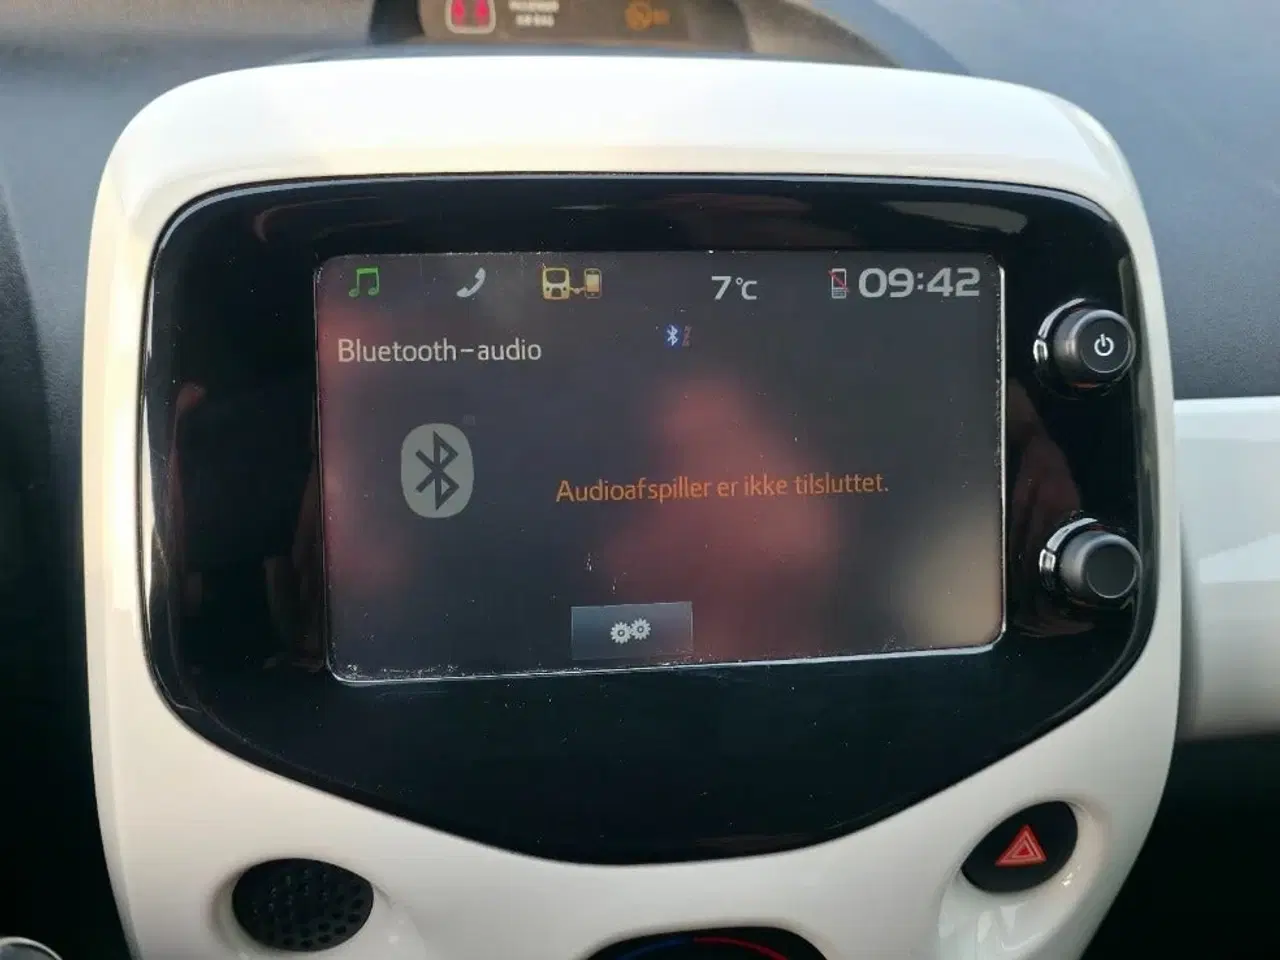 7°C
09:42
Bluetooth-audio
Audioafspiller er ikke tilsluttet.